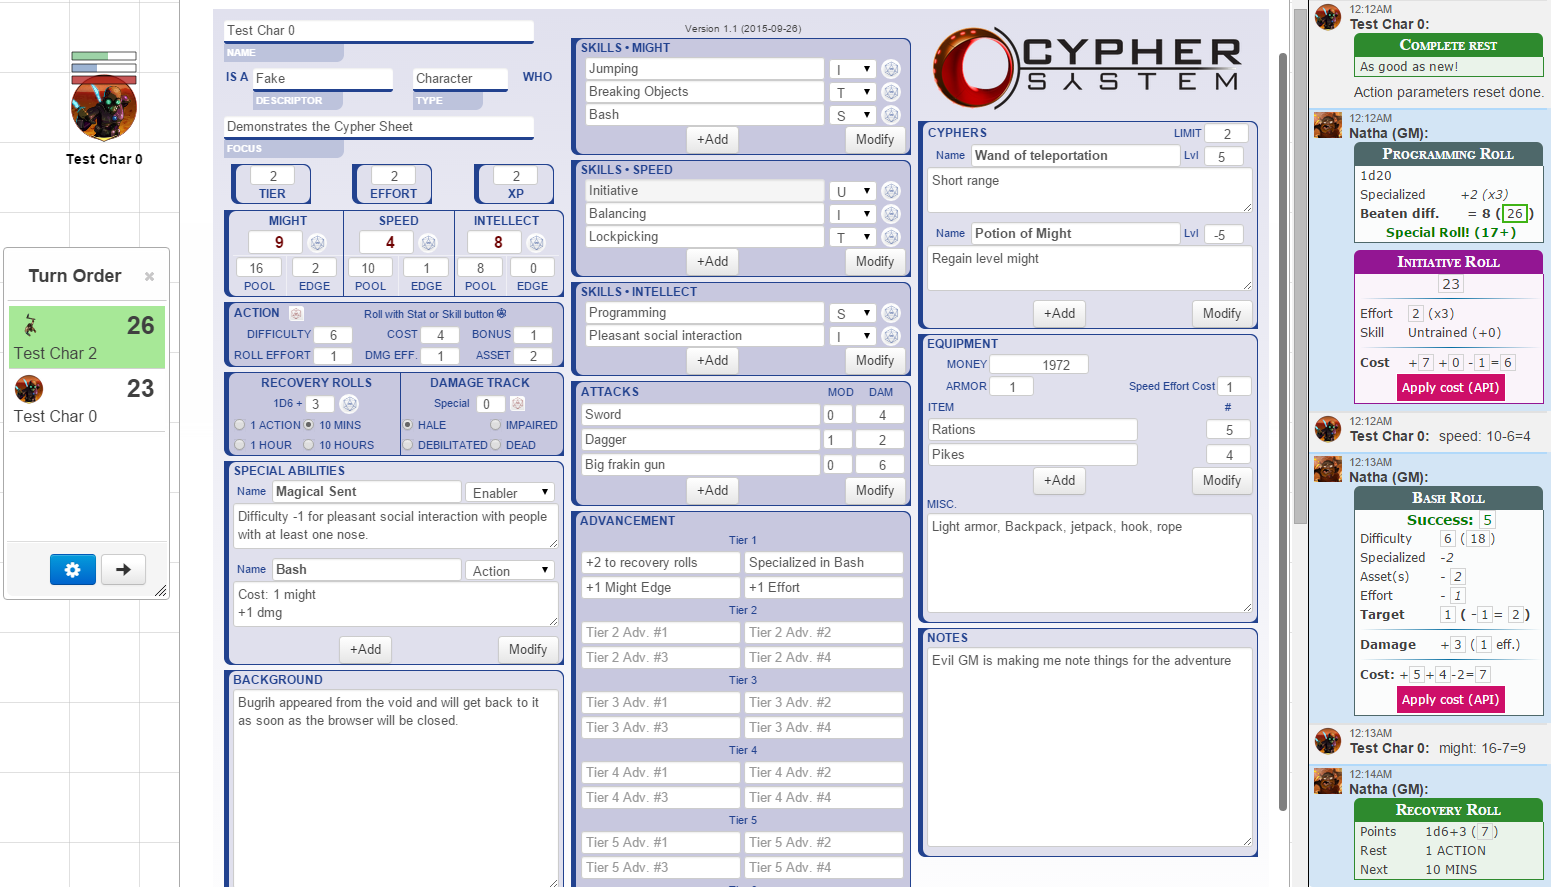 Test Char 0
Turn Order ×
26
Test Char 2
23
Test Char 0
Test Char 0
NAME
IS A Fake Character WHO
DESCRIPTOR TYPE
Demonstrates the Cypher Sheet
FOCUS
2 2 2
TIER EFFORT XP
MIGHT SPEED INTELLECT
9 4 8
16 2 10 1 8 0
POOL EDGE POOL EDGE POOL EDGE
ACTION Roll with Stat or Skill button
DIFFICULTY 6 COST 4 BONUS 1
ROLL EFFORT 1 DMG EFF. 1 ASSET 2
RECOVERY ROLLS
1D6 + 3
1 ACTION 10 MINS
1 HOUR 10 HOURS
DAMAGE TRACK
Special 0
HALE IMPAIRED
DEBILITATED DEAD
SPECIAL ABILITIES
Name Magical Sent Enabler
Difficulty -1 for pleasant social interaction with people
with at least one nose.
Name Bash Action
Cost: 1 might
+1 dmg
+Add Modify
BACKGROUND
Bugrih appeared from the void and will get back to it
as soon as the browser will be closed.
Version 1.1 (2015-09-26)
SKILLS • MIGHT
Jumping I
Breaking Objects T
Bash S
+Add Modify
SKILLS • SPEED
Initiative U
Balancing I
Lockpicking T
+Add Modify
SKILLS • INTELLECT
Programming S
Pleasant social interaction I
+Add Modify
ATTACKS MOD DAM
Sword 0 4
Dagger 1 2
Big frakin gun 0 6
+Add Modify
ADVANCEMENT
Tier 1
+2 to recovery rolls Specialized in Bash
+1 Might Edge +1 Effort
Tier 2
Tier 2 Adv. #1 Tier 2 Adv. #2
Tier 2 Adv. #3 Tier 2 Adv. #4
Tier 3
Tier 3 Adv. #1 Tier 3 Adv. #2
Tier 3 Adv. #3 Tier 3 Adv. #4
Tier 4
Tier 4 Adv. #1 Tier 4 Adv. #2
Tier 4 Adv. #3 Tier 4 Adv. #4
Tier 5
Tier 5 Adv. #1 Tier 5 Adv. #2
Tier 5 Adv. #3 Tier 5 Adv. #4
CYPHER
SYSTEM
CYPHERS LIMIT 2
Name Wand of teleportation Lvl 5
Short range
Name Potion of Might Lvl -5
Regain level might
+Add Modify
EQUIPMENT
MONEY 1972
ARMOR 1 Speed Effort Cost 1
ITEM #
Rations 5
Pikes 4
+Add Modify
MISC.
Light armor, Backpack, jetpack, hook, rope
NOTES
Evil GM is making me note things for the adventure
12:12AM
Test Char 0:
COMPLETE REST
As good as new!
Action parameters reset done.
12:12AM
Natha (GM):
PROGRAMMING ROLL
1d20
Specialized +2 (x3)
Beaten diff. = 8 (26)
Special Roll! (17+)
INITIATIVE ROLL
23
Effort 2 (x3)
Skill Untrained (+0)
Cost +7 +0 -1=6
Apply cost (API)
12:12AM
Test Char 0: speed: 10-6=4
12:13AM
Natha (GM):
BASH ROLL
Success: 5
Difficulty 6 (18)
Specialized -2
Asset(s) - 2
Effort - 1
Target 1 ( -1= 2)
Damage +3 (1 eff.)
Cost: +5+4-2=7
Apply cost (API)
12:13AM
Test Char 0: might: 16-7=9
12:14AM
Natha (GM):
RECOVERY ROLL
Points 1d6+3 (7)
Rest 1 ACTION
Next 10 MINS